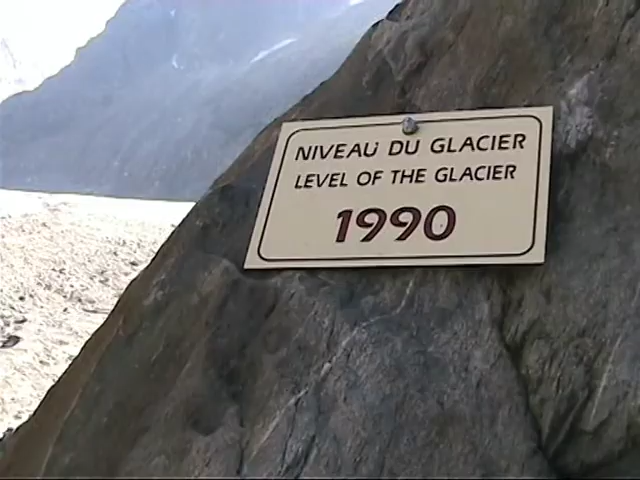 NIVEAU DU GLACIER
LEVEL OF THE GLACIER
1990